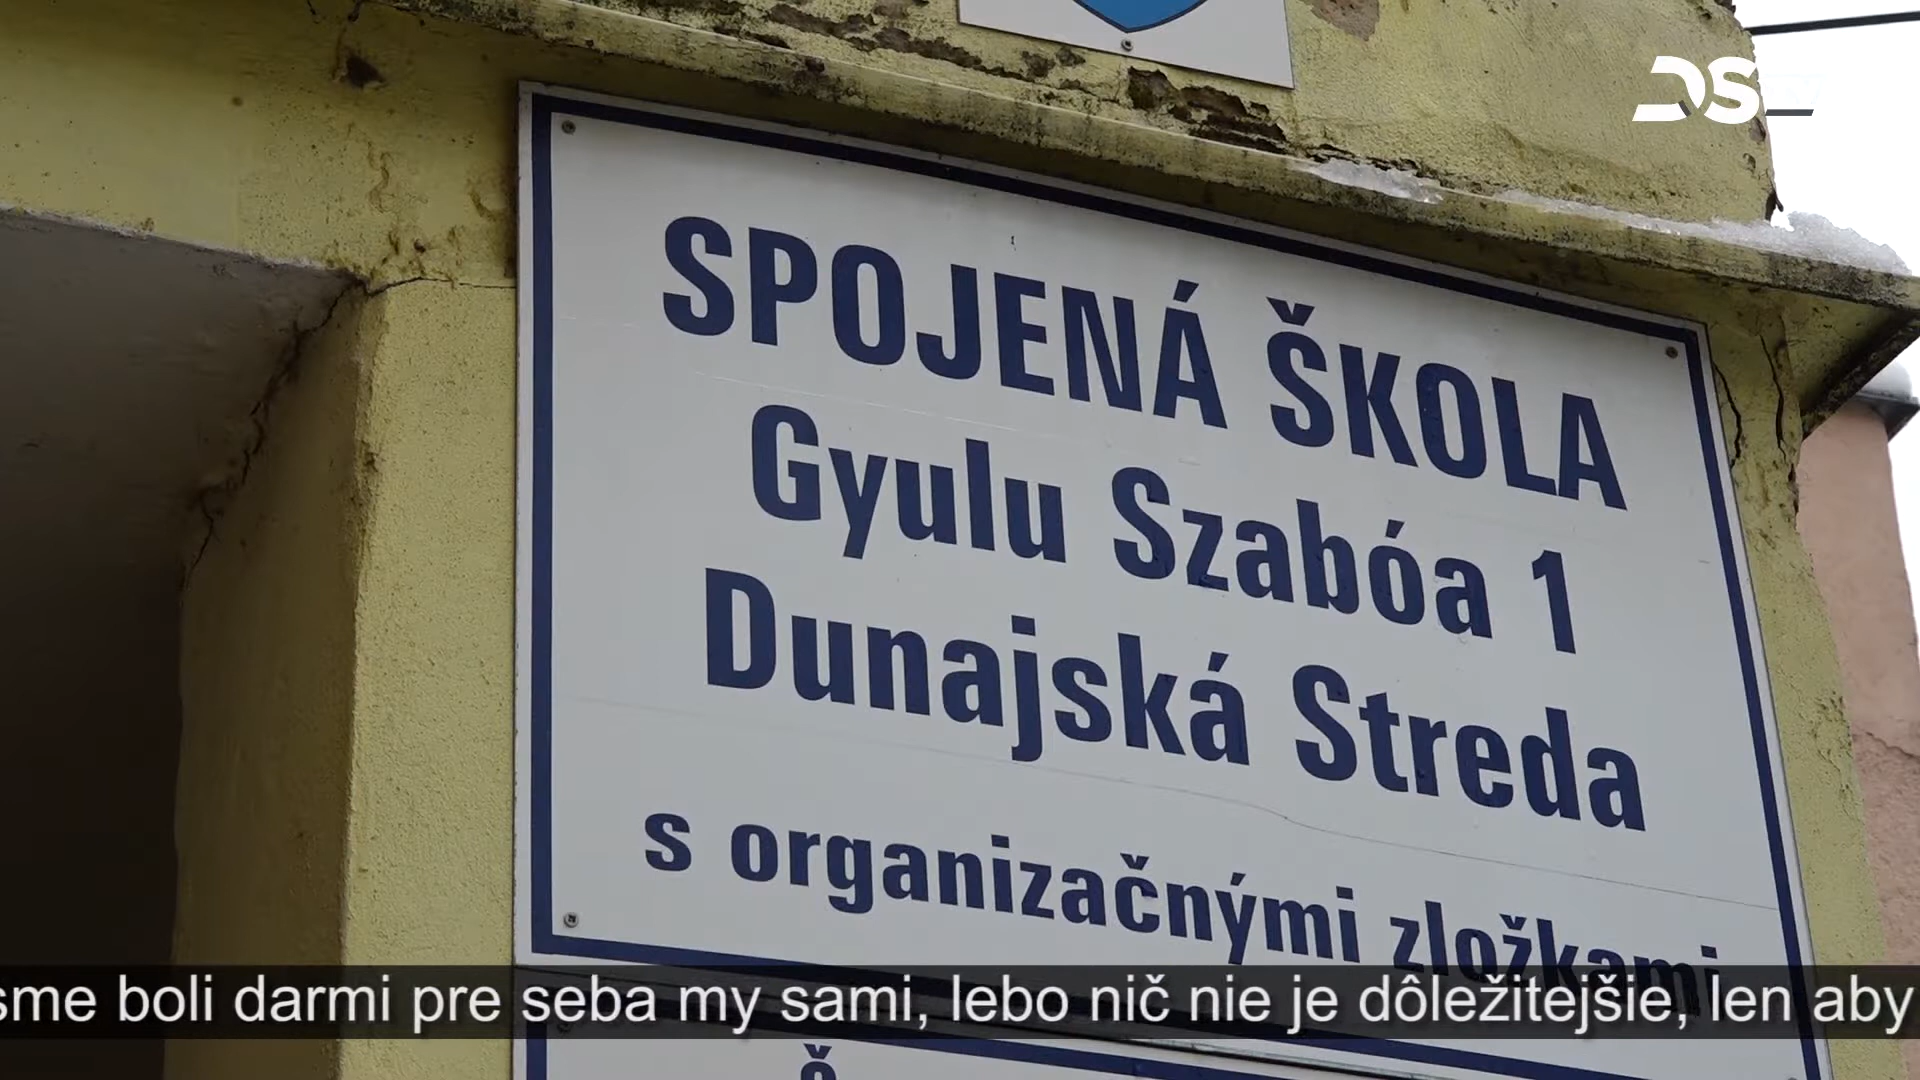 DS
SPOJENÁ ŠKOLA
Gyulu Szabóa 1
Dunajská Streda
s organizačnými zložkami
sme boli darmi pre seba my sami, lebo nič nie je dôležitejšie, len aby